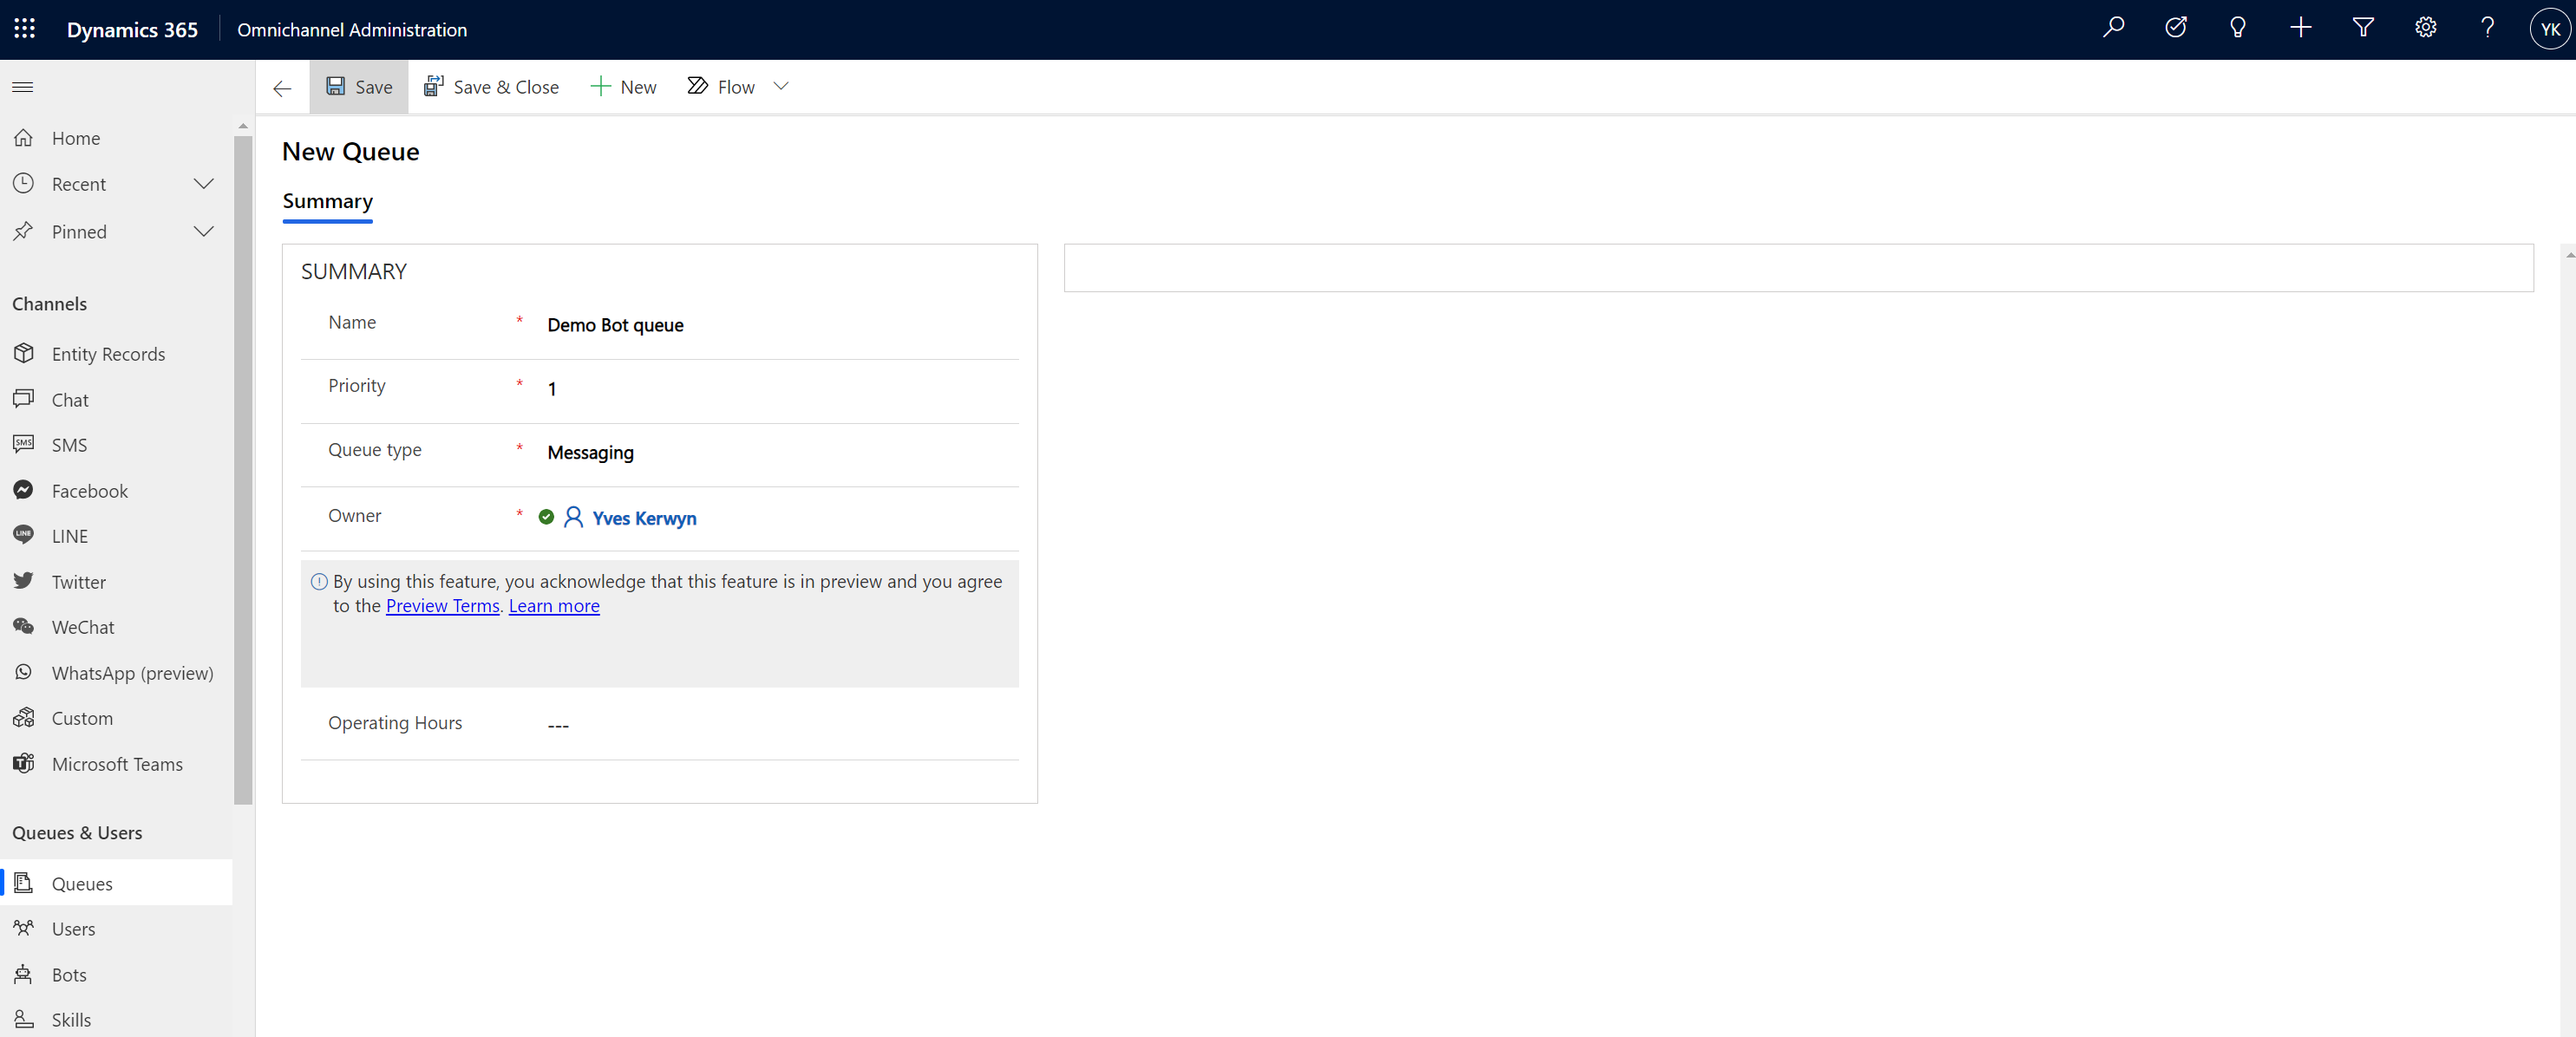 Dynamics 365
Omnichannel Administration
YK
Save
Save & Close
New
Flow
Home
Recent
Pinned
Channels
Entity Records
Chat
SMS
SMS
Facebook
LINE
LINE
Twitter
WeChat
WhatsApp (preview)
Custom
Microsoft Teams
Queues & Users
Queues
Users
Bots
Skills
New Queue
Summary
SUMMARY
Name * Demo Bot queue
Priority * 1
Queue type * Messaging
Owner * Yves Kerwyn
By using this feature, you acknowledge that this feature is in preview and you agree
to the Preview Terms. Learn more
Operating Hours ---